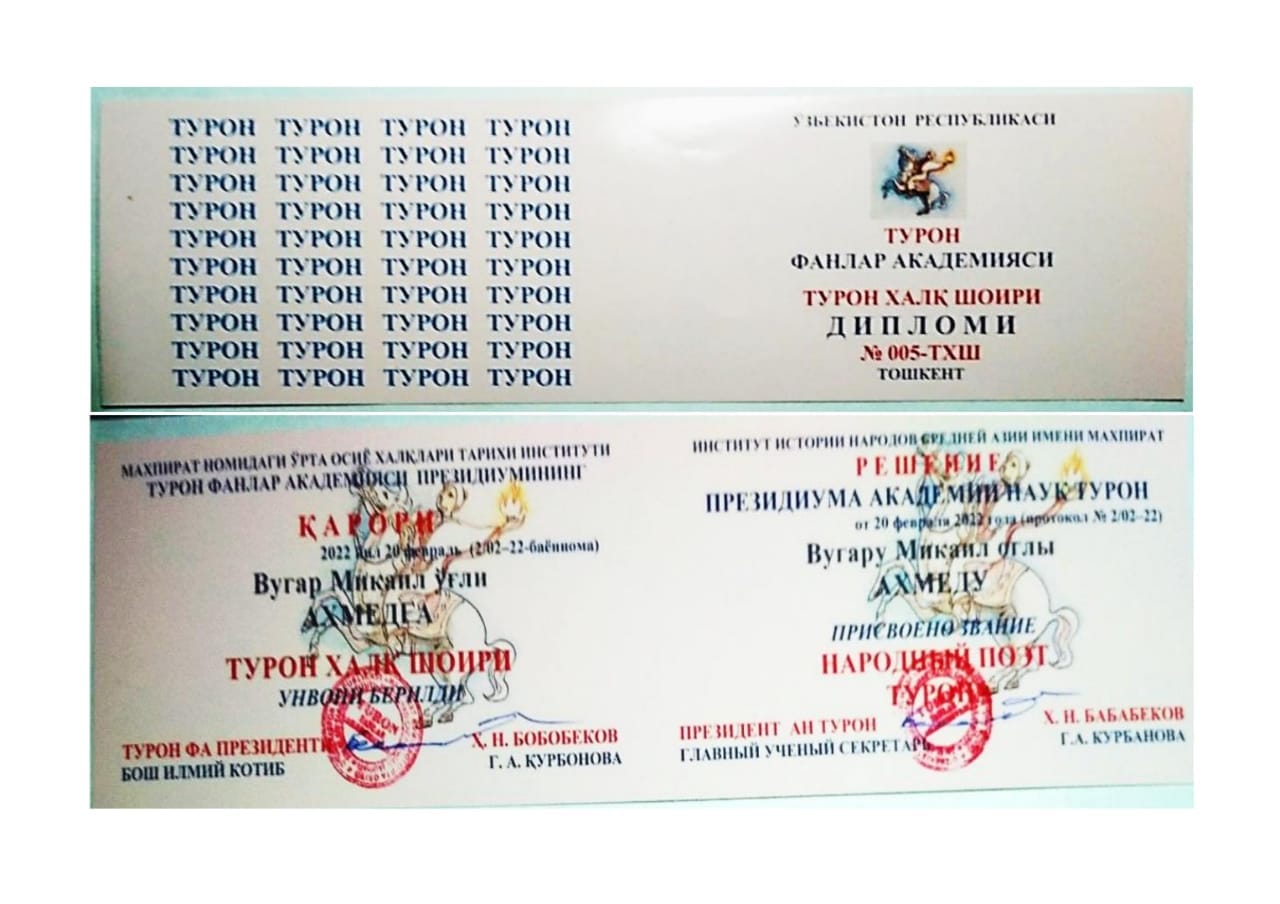 ТУРОН ТУРОН ТУРОН ТУРОН
ТУРОН ТУРОН ТУРОН ТУРОН
ТУРОН ТУРОН ТУРОН ТУРОН
ТУРОН ТУРОН ТУРОН ТУРОН
ТУРОН ТУРОН ТУРОН ТУРОН
ТУРОН ТУРОН ТУРОН ТУРОН
ТУРОН ТУРОН ТУРОН ТУРОН
ТУРОН ТУРОН ТУРОН ТУРОН
ТУРОН ТУРОН ТУРОН ТУРОН
ТУРОН ТУРОН ТУРОН ТУРОН
ЎЗБЕКИСТОН РЕСПУБЛИКАСИ
ТУРОН
ФАНЛАР АКАДЕМИЯСИ
ТУРОН ХАЛҚ ШОИРИ
ДИПЛОМИ
№ 005-ТХШ
ТОШКЕНТ
МАХПИРАТ НОМИДАГИ ЎРТА ОСИЁ ХАЛҚЛАРИ ТАРИХИ ИНСТИТУТИ
ТУРОН ФАНЛАР АКАДЕМИЯСИ ПРЕЗИДИУМИНИНГ
ҚАРОРИ
2022 йил 20 февраль (2/02–22-баённома)
Вугар Микаил ўғли
АХМЕДГА
ТУРОН ХАЛҚ ШОИРИ
УНВОНИ БЕРИЛДИ
ТУРОН ФА ПРЕЗИДЕНТИ Ҳ. Н. БОБОБЕКОВ
БОШ ИЛМИЙ КОТИБ Г. А. ҚУРБОНОВА
ИНСТИТУТ ИСТОРИИ НАРОДОВ СРЕДНЕЙ АЗИИ ИМЕНИ МАХПИРАТ
РЕШЕНИЕ
ПРЕЗИДИУМА АКАДЕМИИ НАУК ТУРОН
от 20 февраля 2022 года (протокол № 2/02–22)
Вугару Микаил оглы
АХМЕДУ
ПРИСВОЕНО ЗВАНИЕ
НАРОДНЫЙ ПОЭТ
ТУРОНА
ПРЕЗИДЕНТ АН ТУРОН Х. Н. БАБАБЕКОВ
ГЛАВНЫЙ УЧЕНЫЙ СЕКРЕТАРЬ Г.А. КУРБАНОВА